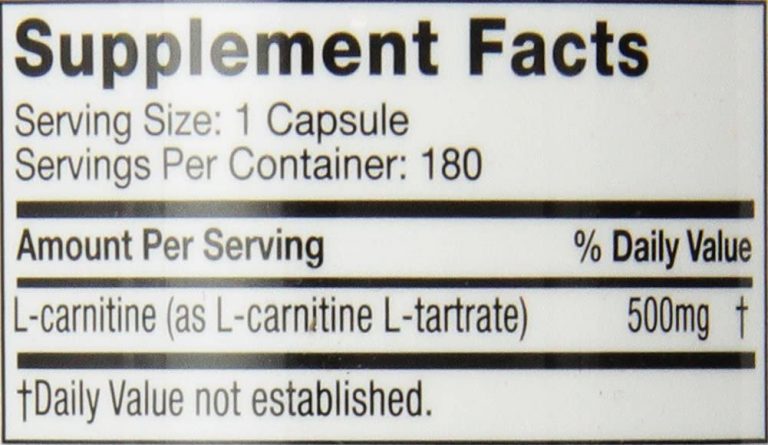 Supplement Facts
Serving Size: 1 Capsule
Servings Per Container: 180
Amount Per Serving % Daily Value
L-carnitine (as L-carnitine L-tartrate) 500mg †
†Daily Value not established.